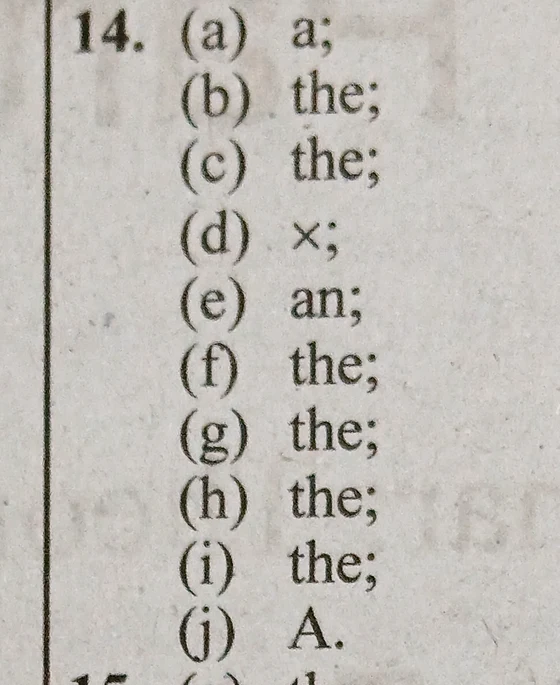 14. (a) a;
(b) the;
(c) the;
(d) ×;
(e) an;
(f) the;
(g) the;
(h) the;
(i) the;
(j) A.